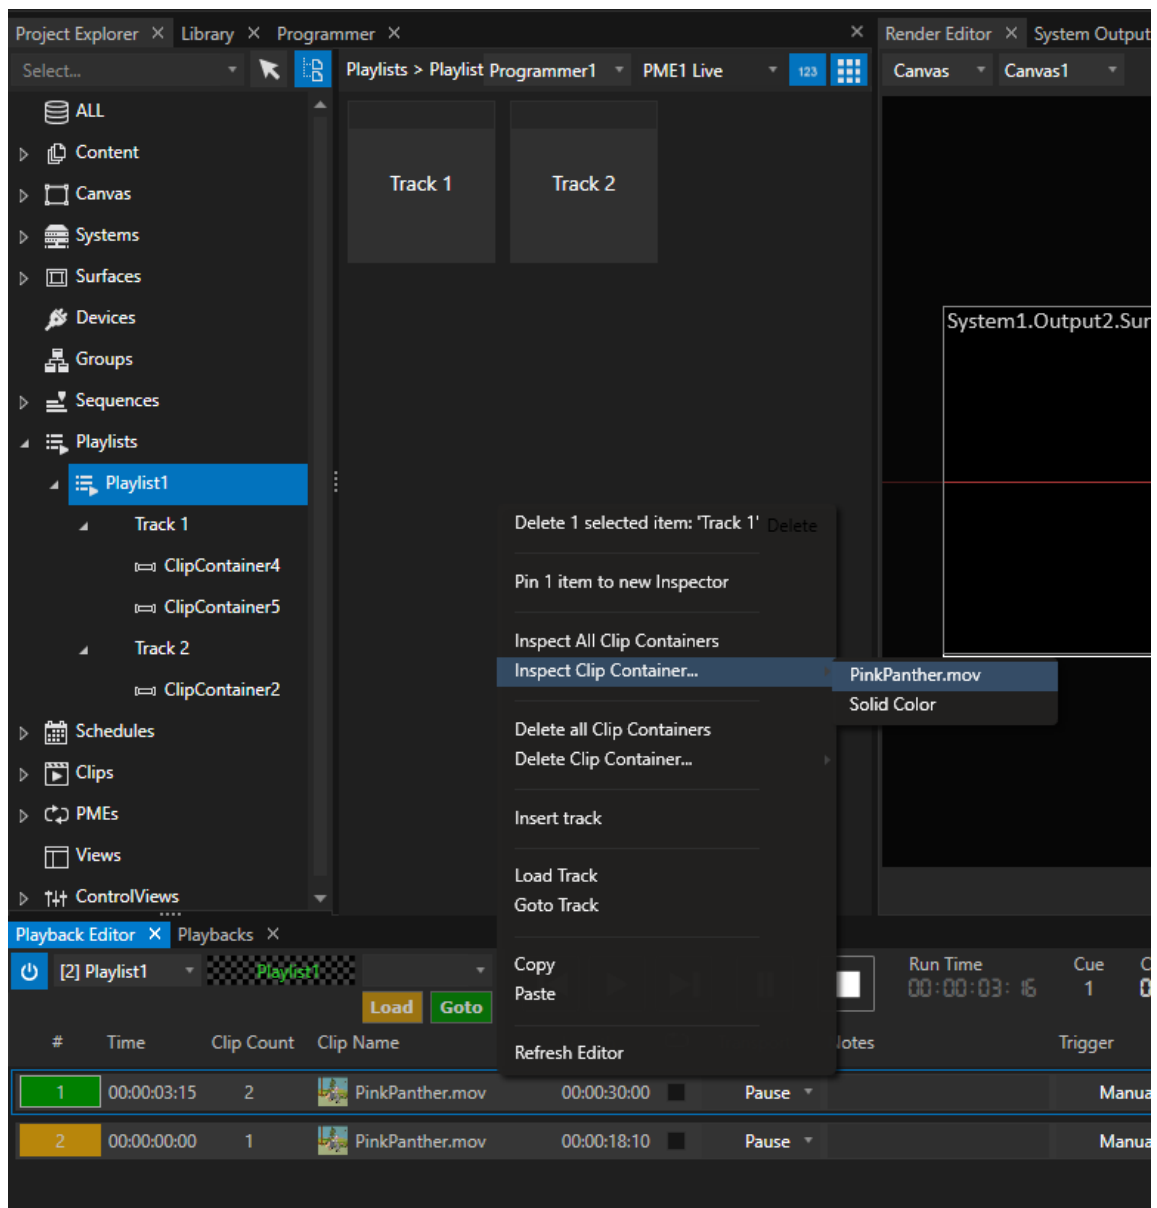 Project Explorer × Library × Programmer ×
Select...
ALL
Content
Canvas
Systems
Surfaces
Devices
Groups
Sequences
Playlists
Playlist1
Track 1
ClipContainer4
ClipContainer5
Track 2
ClipContainer2
Schedules
Clips
PMEs
Views
ControlViews
Playlists > Playlist Programmer1 PME1 Live 123
Track 1 Track 2
Render Editor × System Output
Canvas Canvas1
System1.Output2.Sur
Delete 1 selected item: 'Track 1' Delete
Pin 1 item to new Inspector
Inspect All Clip Containers
Inspect Clip Container...
PinkPanther.mov
Solid Color
Delete all Clip Containers
Delete Clip Container...
Insert track
Load Track
Goto Track
Copy
Paste
Refresh Editor
Playback Editor × Playbacks ×
[2] Playlist1 Playlist1
Load Goto
Run Time Cue
00:00:03:16 1
# Time Clip Count Clip Name Notes Trigger
1 00:00:03:15 2 PinkPanther.mov 00:00:30:00 Pause Manua
2 00:00:00:00 1 PinkPanther.mov 00:00:18:10 Pause Manua